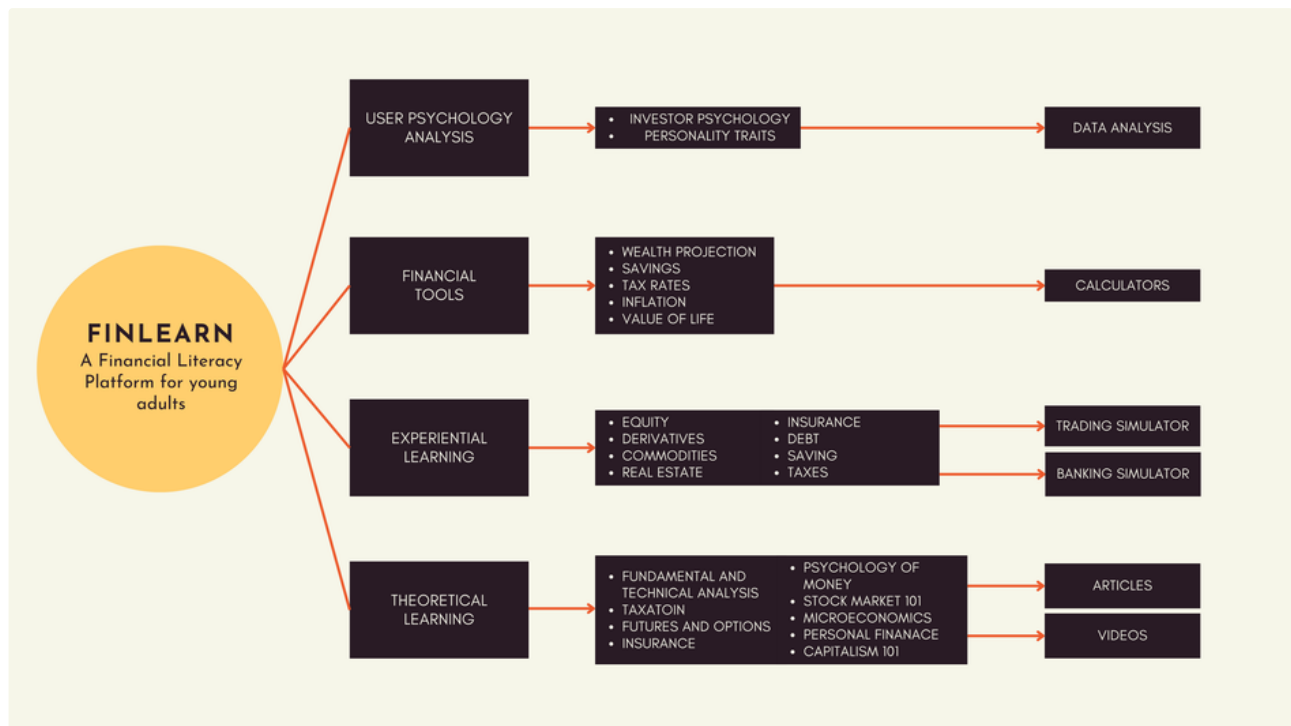 FINLEARN
A Financial Literacy
Platform for young
adults
USER PSYCHOLOGY
ANALYSIS
• INVESTOR PSYCHOLOGY
• PERSONALITY TRAITS
DATA ANALYSIS
FINANCIAL
TOOLS
• WEALTH PROJECTION
• SAVINGS
• TAX RATES
• INFLATION
• VALUE OF LIFE
CALCULATORS
EXPERIENTIAL
LEARNING
• EQUITY
• DERIVATIVES
• COMMODITIES
• REAL ESTATE
• INSURANCE
• DEBT
• SAVING
• TAXES
TRADING SIMULATOR
BANKING SIMULATOR
THEORETICAL
LEARNING
• FUNDAMENTAL AND
TECHNICAL ANALYSIS
• TAXATOIN
• FUTURES AND OPTIONS
• INSURANCE
• PSYCHOLOGY OF
MONEY
• STOCK MARKET 101
• MICROECONOMICS
• PERSONAL FINANACE
• CAPITALISM 101
ARTICLES
VIDEOS